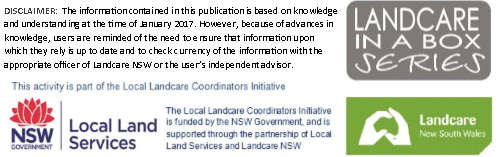 DISCLAIMER: The information contained in this publication is based on knowledge
and understanding at the time of January 2017. However, because of advances in
knowledge, users are reminded of the need to ensure that information upon
which they rely is up to date and to check currency of the information with the
appropriate officer of Landcare NSW or the user's independent advisor.
LANDCARE
IN A BOX
SERIES
This activity is part of the Local Landcare Coordinators Initiative
NSW
GOVERNMENT
Local Land
Services
The Local Landcare Coordinators Initiative
is funded by the NSW Government, and is
supported through the partnership of Local
Land Services and Landcare NSW
Landcare
New South Wales